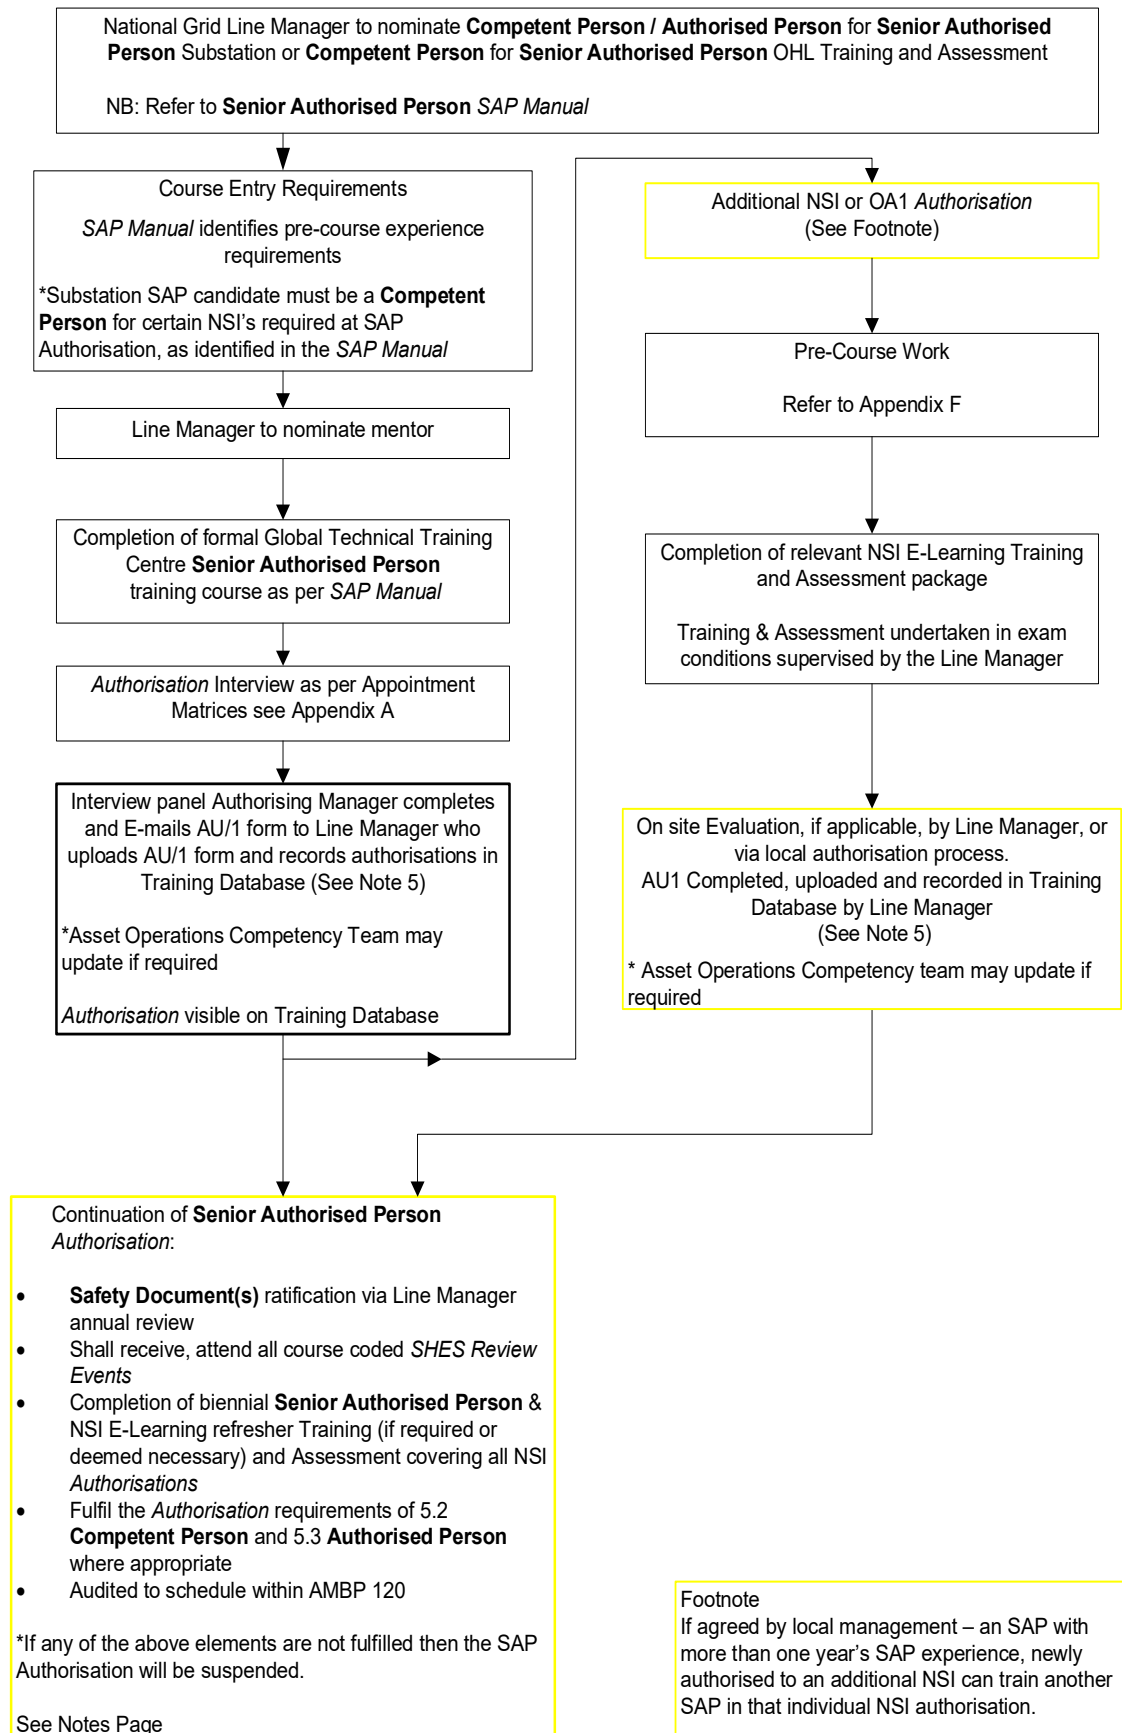 National Grid Line Manager to nominate Competent Person / Authorised Person for Senior Authorised
Person Substation or Competent Person for Senior Authorised Person OHL Training and Assessment
NB: Refer to Senior Authorised Person SAP Manual
Course Entry Requirements
SAP Manual identifies pre-course experience
requirements
*Substation SAP candidate must be a Competent
Person for certain NSI's required at SAP
Authorisation, as identified in the SAP Manual
Line Manager to nominate mentor
Completion of formal Global Technical Training
Centre Senior Authorised Person
training course as per SAP Manual
Authorisation Interview as per Appointment
Matrices see Appendix A
Interview panel Authorising Manager completes
and E-mails AU/1 form to Line Manager who
uploads AU/1 form and records authorisations in
Training Database (See Note 5)
*Asset Operations Competency Team may
update if required
Authorisation visible on Training Database
Additional NSI or OA1 Authorisation
(See Footnote)
Pre-Course Work
Refer to Appendix F
Completion of relevant NSI E-Learning Training
and Assessment package
Training & Assessment undertaken in exam
conditions supervised by the Line Manager
On site Evaluation, if applicable, by Line Manager, or
via local authorisation process.
AU1 Completed, uploaded and recorded in Training
Database by Line Manager
(See Note 5)
* Asset Operations Competency team may update if
required
Continuation of Senior Authorised Person
Authorisation:
• Safety Document(s) ratification via Line Manager
annual review
• Shall receive, attend all course coded SHES Review
Events
• Completion of biennial Senior Authorised Person &
NSI E-Learning refresher Training (if required or
deemed necessary) and Assessment covering all NSI
Authorisations
• Fulfil the Authorisation requirements of 5.2
Competent Person and 5.3 Authorised Person
where appropriate
• Audited to schedule within AMBP 120
*If any of the above elements are not fulfilled then the SAP
Authorisation will be suspended.
See Notes Page
Footnote
If agreed by local management – an SAP with
more than one year's SAP experience, newly
authorised to an additional NSI can train another
SAP in that individual NSI authorisation.